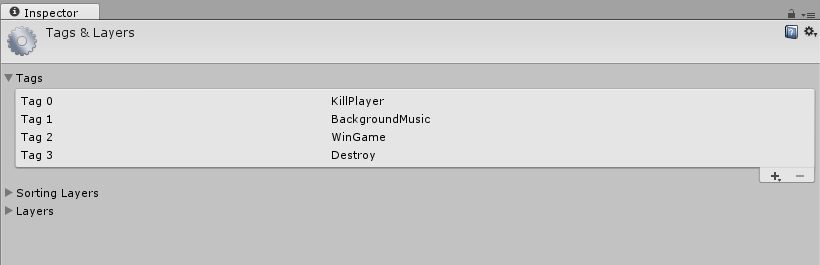 Inspector
Tags & Layers
Tags
Tag 0 KillPlayer
Tag 1 BackgroundMusic
Tag 2 WinGame
Tag 3 Destroy
Sorting Layers
Layers